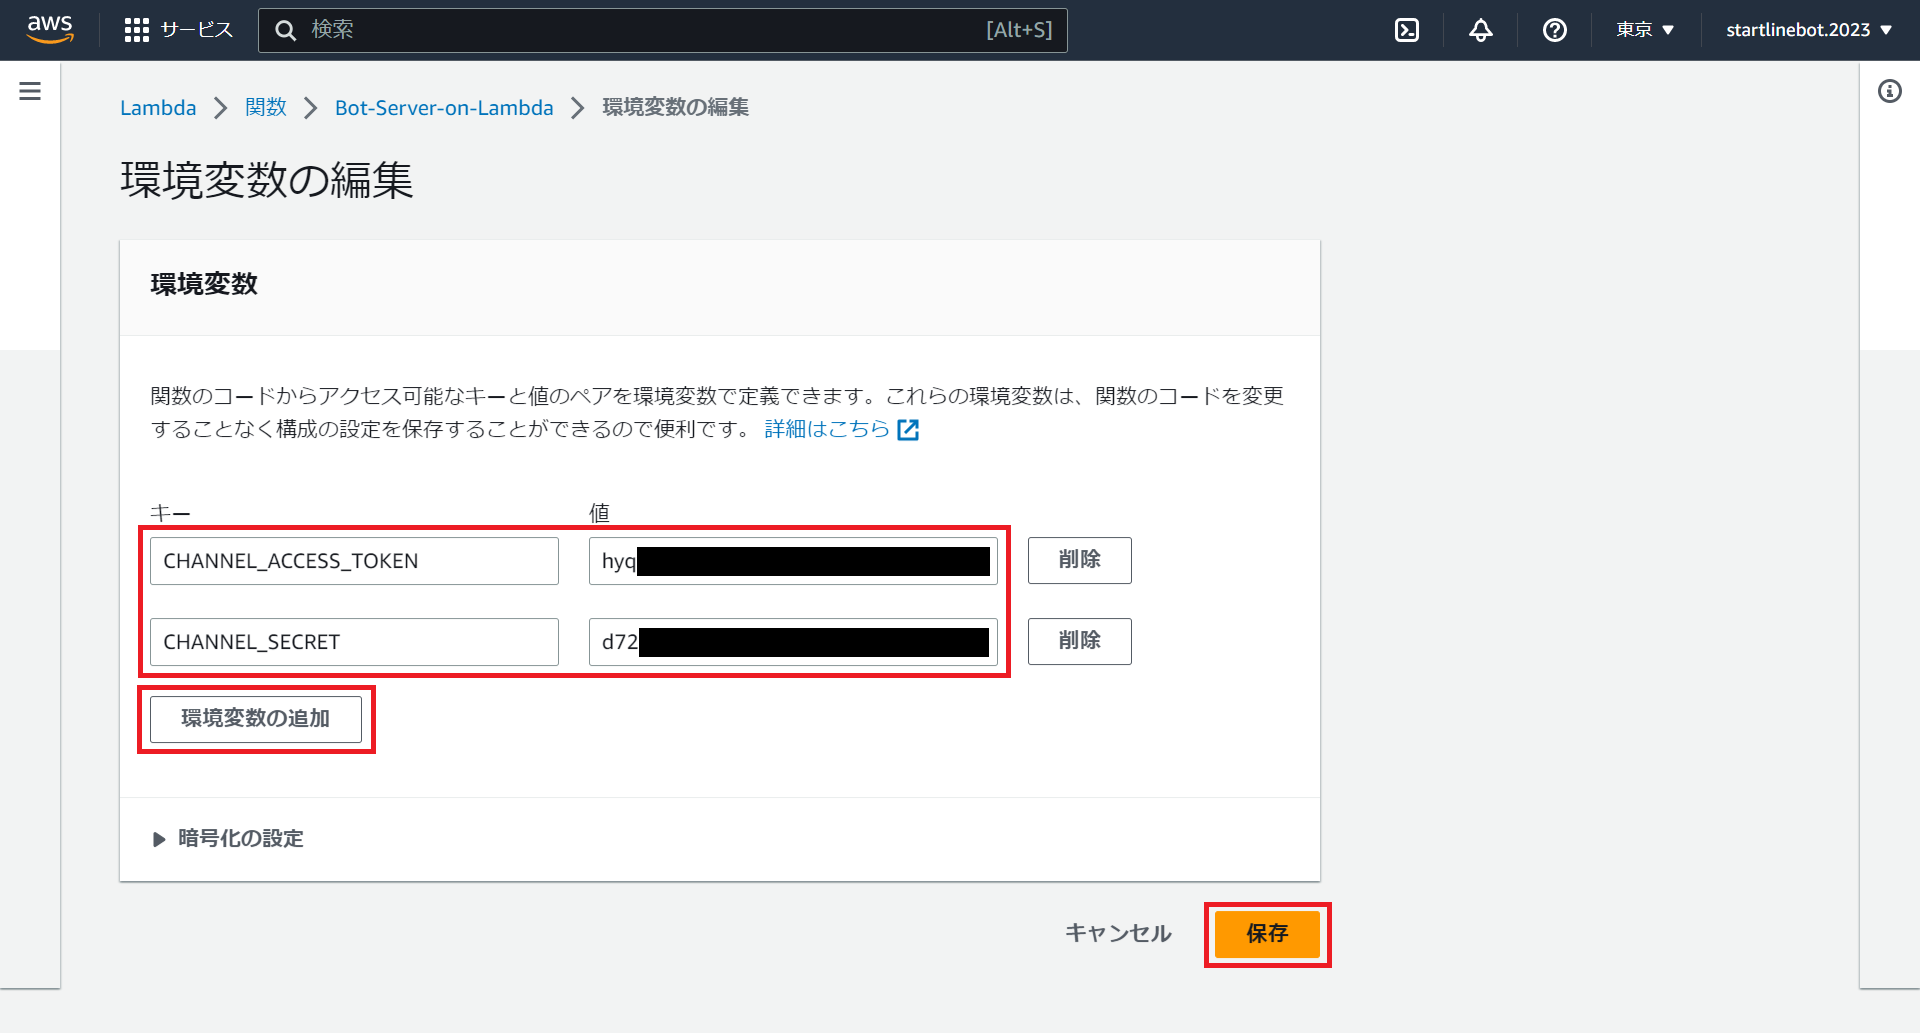 aws サービス 検索 [Alt+S] 東京 startlinebot.2023
Lambda 関数 Bot-Server-on-Lambda 環境変数の編集
環境変数の編集
環境変数
関数のコードからアクセス可能なキーと値のペアを環境変数で定義できます。これらの環境変数は、関数のコードを変更
することなく構成の設定を保存することができるので便利です。 詳細はこちら
キー 値
CHANNEL_ACCESS_TOKEN hyq 削除
CHANNEL_SECRET d72 削除
環境変数の追加
暗号化の設定
キャンセル 保存